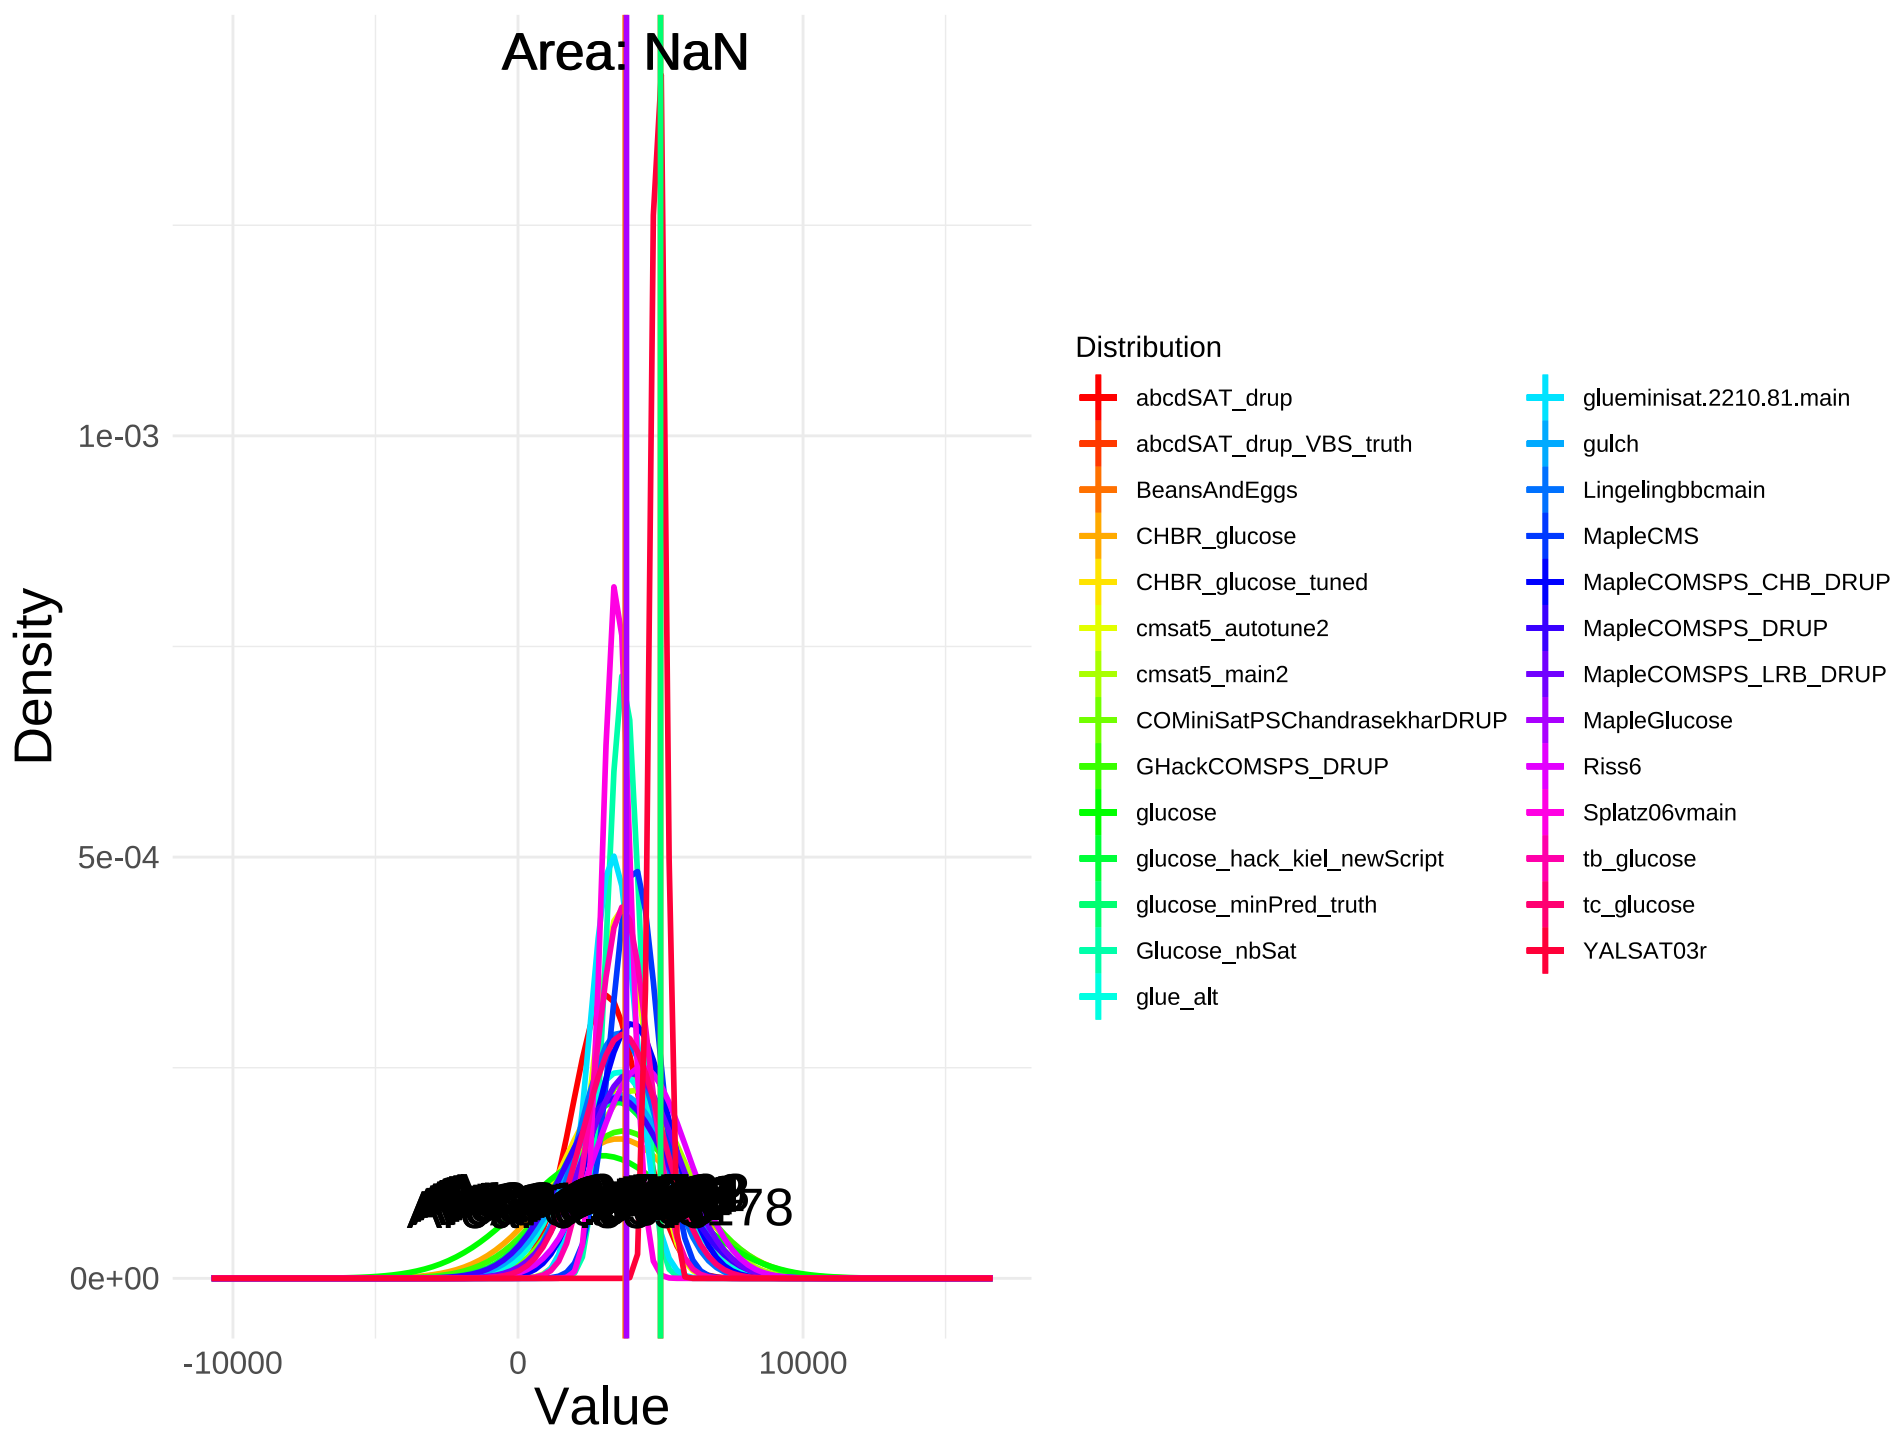 Area: NaN
1e-03
5e-04
0e+00
Density
-10000
0
10000
Value
Distribution
abcdSAT_drup
abcdSAT_drup_VBS_truth
BeansAndEggs
CHBR_glucose
CHBR_glucose_tuned
cmsat5_autotune2
cmsat5_main2
COMiniSatPSChandrasekharDRUP
GHackCOMSPS_DRUP
glucose
glucose_hack_kiel_newScript
glucose_minPred_truth
Glucose_nbSat
glue_alt
glueminisat.2210.81.main
gulch
Lingelingbbcmain
MapleCMS
MapleCOMSPS_CHB_DRUP
MapleCOMSPS_DRUP
MapleCOMSPS_LRB_DRUP
MapleGlucose
Riss6
Splatz06vmain
tb_glucose
tc_glucose
YALSAT03r